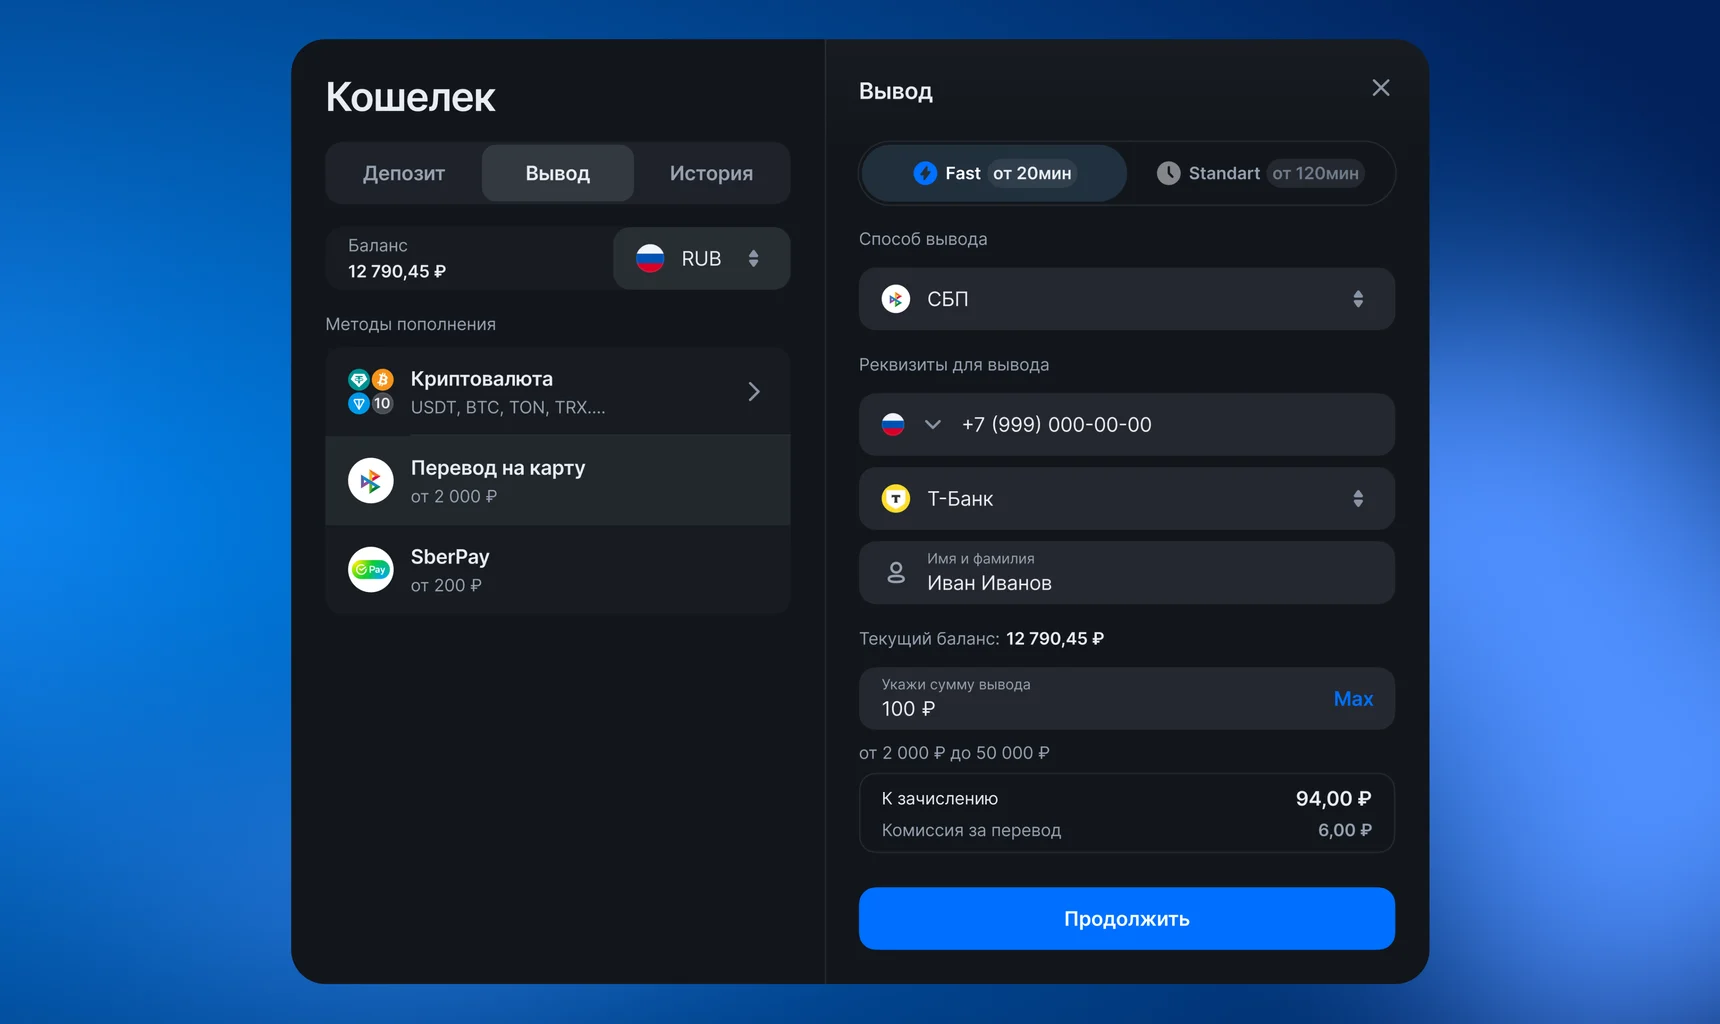 Кошелек
Депозит
Вывод
История
Баланс
12 790,45 ₽
RUB
Методы пополнения
10
Криптовалюта
USDT, BTC, TON, TRX....
Перевод на карту
от 2 000 ₽
Pay
SberPay
от 200 ₽
Вывод
Fast от 20мин
Standart от 120мин
Способ вывода
СБП
Реквизиты для вывода
+7 (999) 000-00-00
Т
Т-Банк
Имя и фамилия
Иван Иванов
Текущий баланс: 12 790,45 ₽
Укажи сумму вывода
100 ₽
Max
от 2 000 ₽ до 50 000 ₽
К зачислению
94,00 ₽
Комиссия за перевод
6,00 ₽
Продолжить